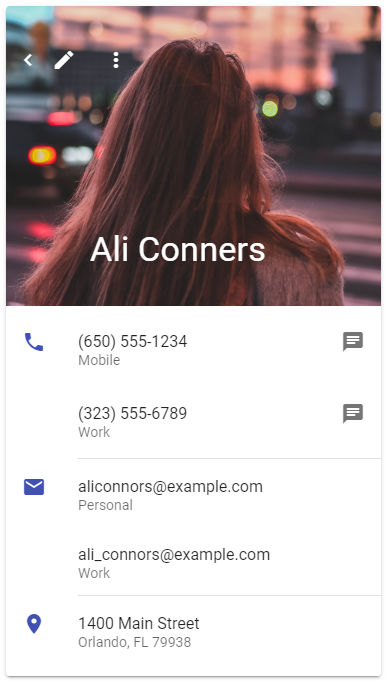 Ali Conners
(650) 555-1234
Mobile
(323) 555-6789
Work
aliconnors@example.com
Personal
ali_connors@example.com
Work
1400 Main Street
Orlando, FL 79938